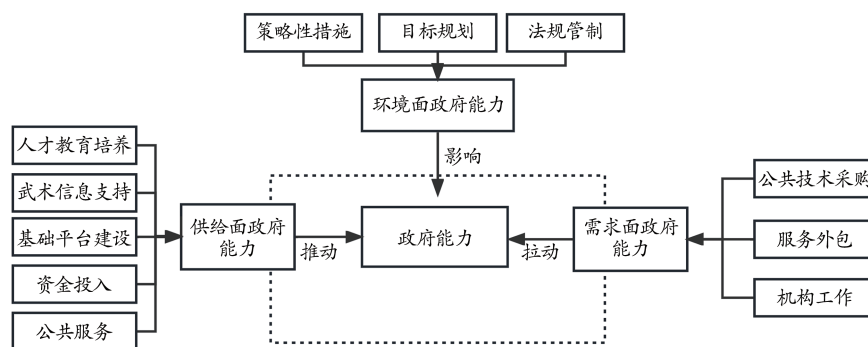 策略性措施
目标规划
法规管制
环境面政府能力
影响
人才教育培养
武术信息支持
基础平台建设
资金投入
公共服务
供给面政府
能力
推动
政府能力
拉动
需求面政府
能力
公共技术采购
服务外包
机构工作